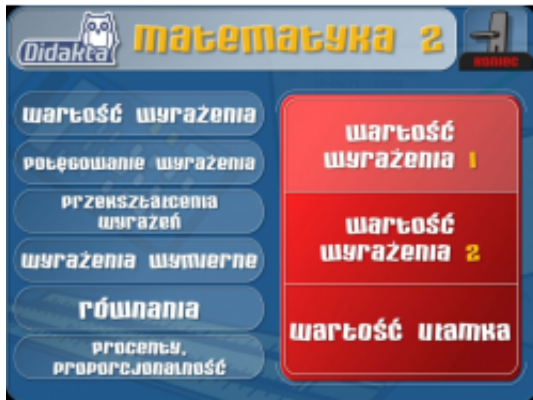 Didakta
matematyka 2
KONIEC
wartość wyrażenia
potęgowanie wyrażenia
przekształcenia
wyrażeń
wyrażenia wymierne
równania
procenty,
proporcjonalność
wartość
wyrażenia 1
wartość
wyrażenia 2
wartość ułamka